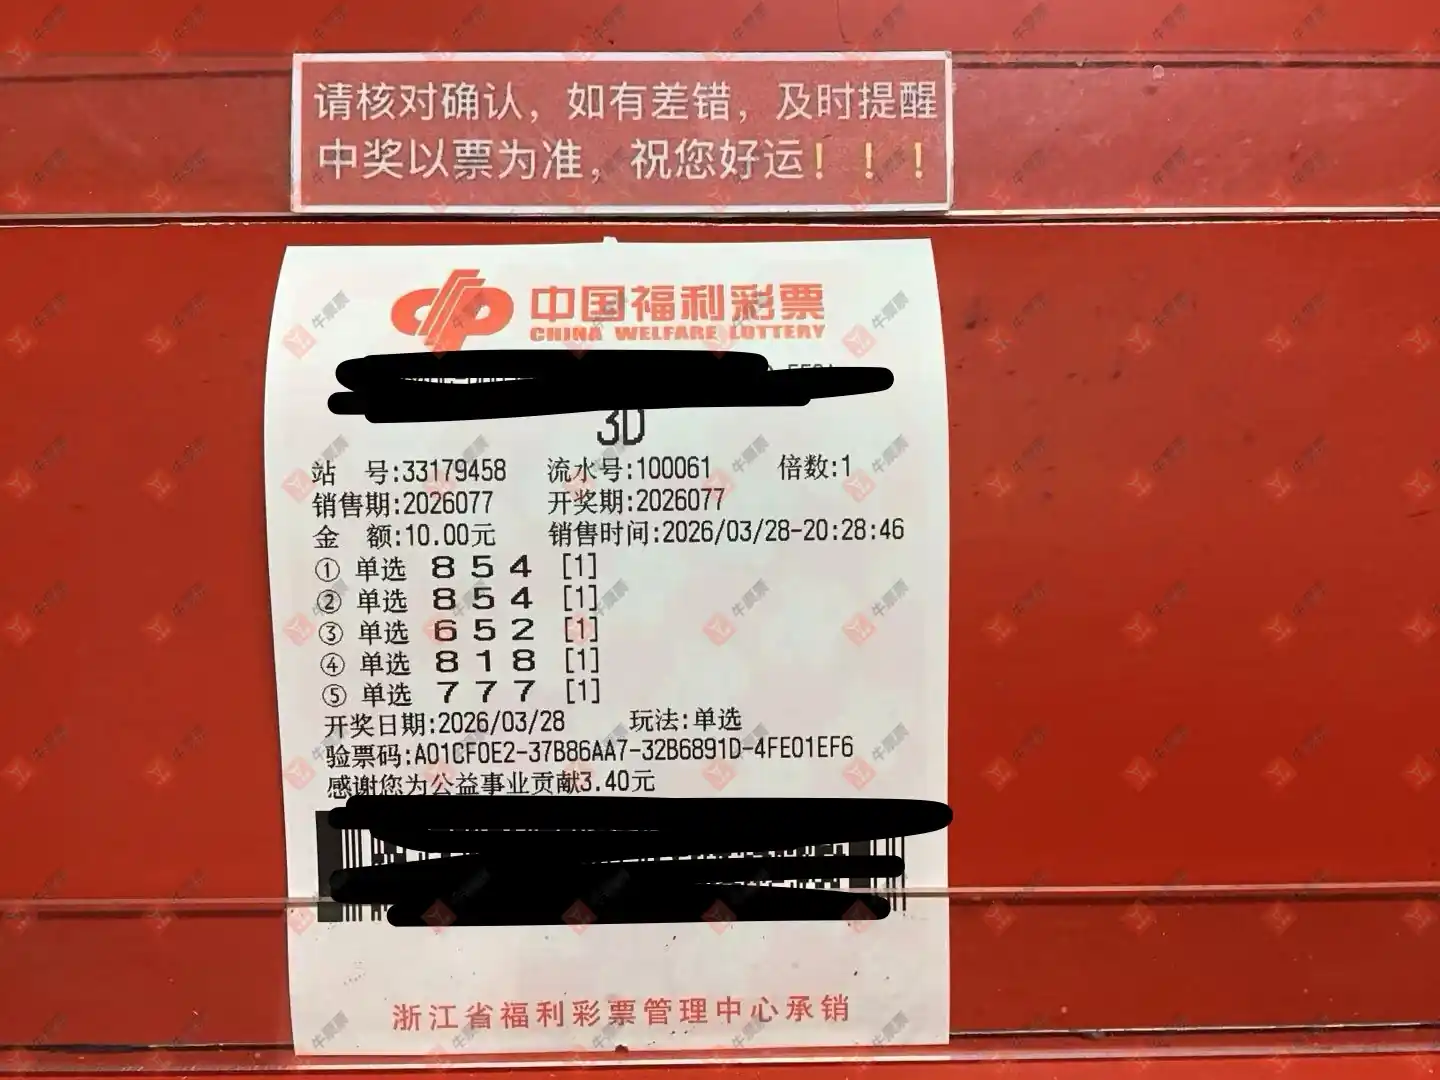 请核对确认，如有差错，及时提醒
中奖以票为准，祝您好运！！！
中国福利彩票
CHINA WELFARE LOTTERY
3D
站 号:33179458 流水号:100061 倍数:1
销售期:2026077 开奖期:2026077
金 额:10.00元 销售时间:2026/03/28-20:28:46
① 单选 8 5 4 [1]
② 单选 8 5 4 [1]
③ 单选 6 5 2 [1]
④ 单选 8 1 8 [1]
⑤ 单选 7 7 7 [1]
开奖日期:2026/03/28 玩法:单选
验票码:A01CF0E2-37B86AA7-32B6891D-4FE01EF6
感谢您为公益事业贡献3.40元
浙江省福利彩票管理中心承销
牛票票